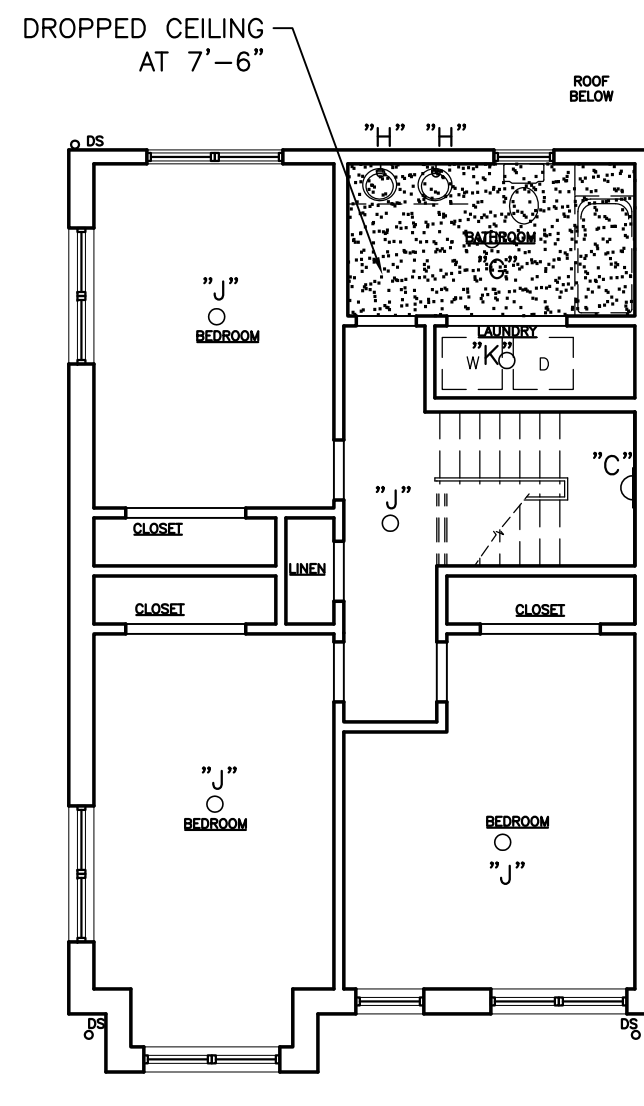 DROPPED CEILING
AT 7'-6"
ROOF
BELOW
DS
"H" "H"
BATHROOM
"G"
"J"
BEDROOM
LAUNDRY
"K"
W D
"C"
"J"
CLOSET
LINEN
CLOSET
CLOSET
"J"
BEDROOM
BEDROOM
"J"
DS
DS